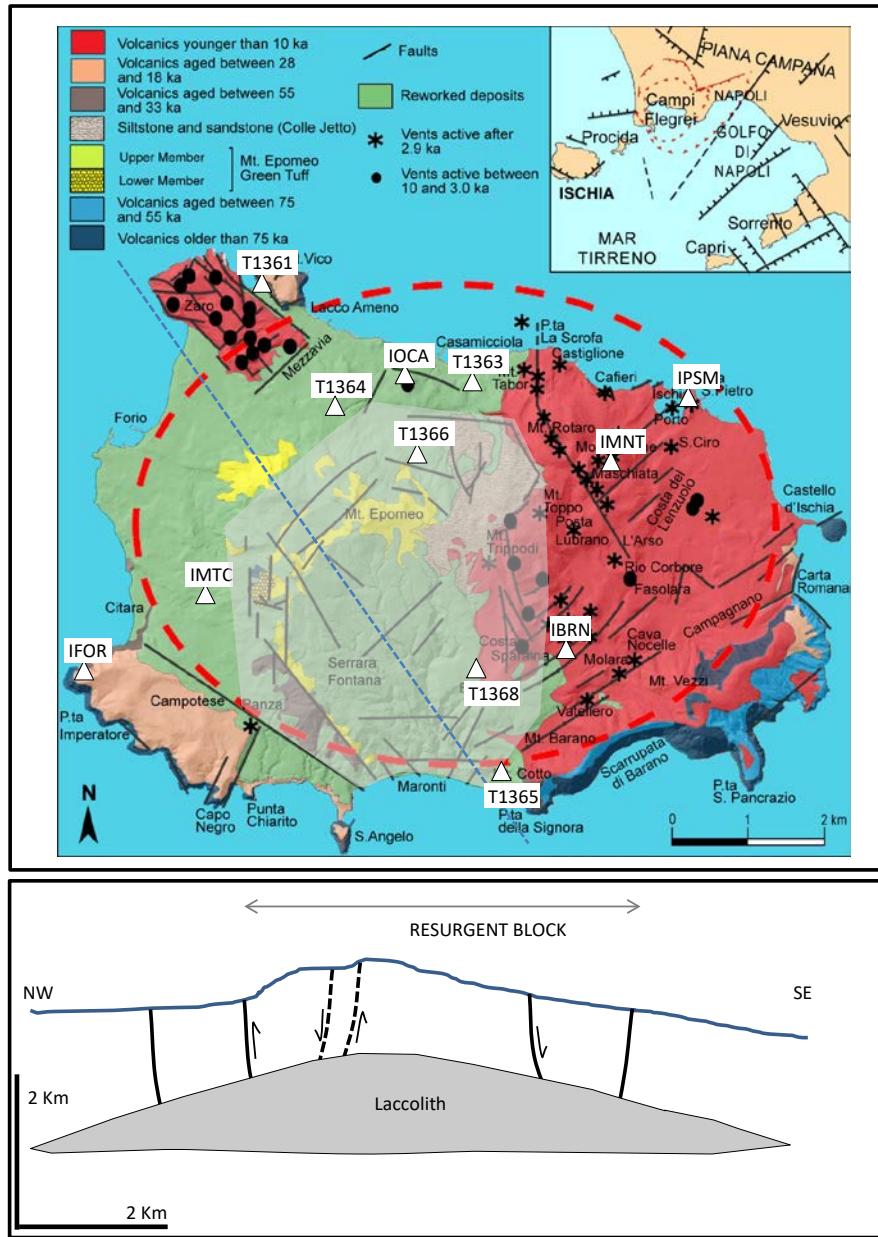 Volcanics younger than 10 ka
Volcanics aged between 28
and 18 ka
Volcanics aged between 55
and 33 ka
Siltstone and sandstone (Colle Jetto)
Upper Member
Lower Member
Mt. Epomeo
Green Tuff
Volcanics aged between 75
and 55 ka
Volcanics older than 75 ka
Faults
Reworked deposits
Vents active after
2.9 ka
Vents active between
10 and 3.0 ka
PIANA CAMPANA
Campi
Flegrei
NAPOLI
Vesuvio
Procida
GOLFO
DI
NAPOLI
ISCHIA
Sorrento
MAR
TIRRENO
Capri
T1361
Vico
Zaro
Lacco Ameno
Mezzavia
Casamicciola
P.ta
La Scrofa
Castiglione
IOCA
T1363
Mt.
Tabor
Cafieri
IPSM
Ischia
S. Pietro
Porto
T1364
Forio
Mt. Rotaro
T1366
IMNT
S.Ciro
Maschiata
Mt. Epomeo
Mt.
Toppo
Posta
Lubrano
Costa del
Lenzuolo
Castello
d'Ischia
L'Arso
Mt.
Trippodi
Rio Corbore
Fasolara
Carta
Romana
IMTC
Citara
Campagnano
IBRN
Cava
Nocelle
Costa
Sparaina
Molara
IFOR
Serrara
Fontana
T1368
Mt. Vezzi
Campotese
Panza
Vateliero
P.ta
Imperatore
Mt. Barano
Scarrupata
di Barano
Cotto
T1365
Maronti
P.ta
S. Pancrazio
N
Capo
Negro
Punta
Chiarito
S.Angelo
P.ta
della Signora
0 1 2 km
RESURGENT BLOCK
NW
SE
2 Km
Laccolith
2 Km